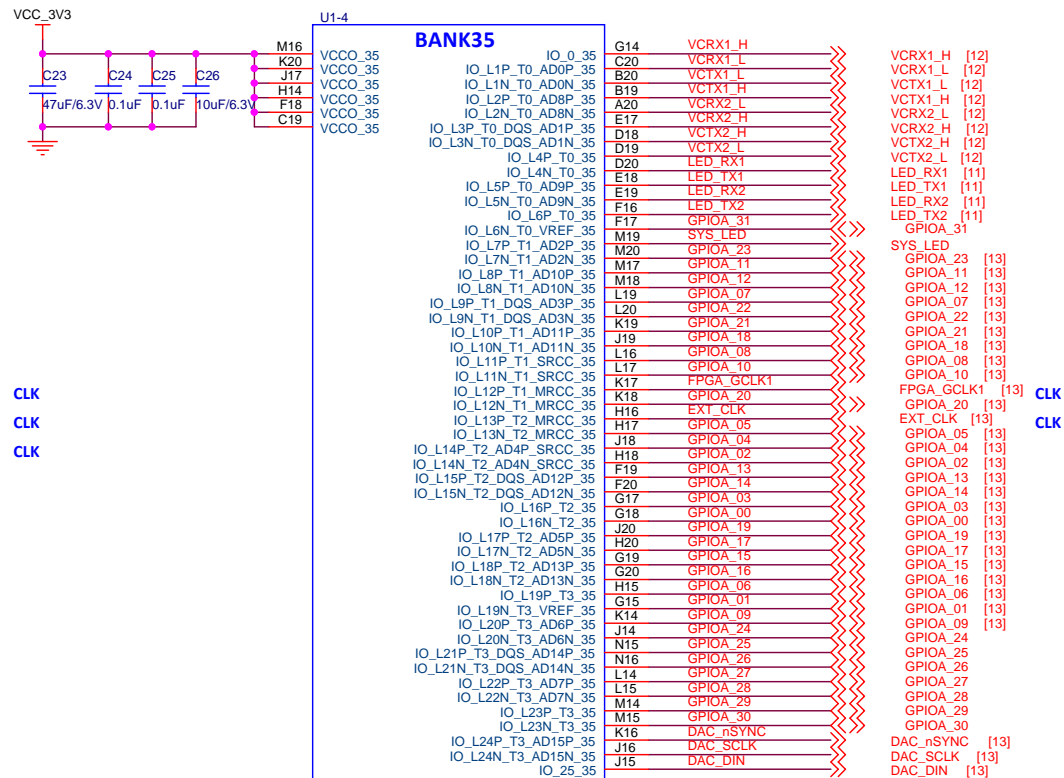 VCC_3V3
U1-4
BANK35
M16 VCCO_35 IO_0_35 G14 VCRX1_H VCRX1_H [12]
K20 VCCO_35 IO_L1P_T0_AD0P_35 C20 VCRX1_L VCRX1_L [12]
J17 VCCO_35 IO_L1N_T0_AD0N_35 B20 VCTX1_L VCTX1_L [12]
H14 VCCO_35 IO_L2P_T0_AD8P_35 B19 VCTX1_H VCTX1_H [12]
F18 VCCO_35 IO_L2N_T0_AD8N_35 A20 VCRX2_L VCRX2_L [12]
C19 VCCO_35 IO_L3P_T0_DQS_AD1P_35 E17 VCRX2_H VCRX2_H [12]
C23 C24 C25 C26
47uF/6.3V 0.1uF 0.1uF 10uF/6.3V
IO_L3N_T0_DQS_AD1N_35 D18 VCTX2_H VCTX2_H [12]
IO_L4P_T0_35 D19 VCTX2_L VCTX2_L [12]
IO_L4N_T0_35 D20 LED_RX1 LED_RX1 [11]
IO_L5P_T0_AD9P_35 E18 LED_TX1 LED_TX1 [11]
IO_L5N_T0_AD9N_35 E19 LED_RX2 LED_RX2 [11]
IO_L6P_T0_35 F16 LED_TX2 LED_TX2 [11]
IO_L6N_T0_VREF_35 F17 GPIOA_31 GPIOA_31
IO_L7P_T1_AD2P_35 M19 SYS_LED SYS_LED
IO_L7N_T1_AD2N_35 M20 GPIOA_23 GPIOA_23 [13]
IO_L8P_T1_AD10P_35 M17 GPIOA_11 GPIOA_11 [13]
IO_L8N_T1_AD10N_35 M18 GPIOA_12 GPIOA_12 [13]
IO_L9P_T1_DQS_AD3P_35 L19 GPIOA_07 GPIOA_07 [13]
IO_L9N_T1_DQS_AD3N_35 L20 GPIOA_22 GPIOA_22 [13]
IO_L10P_T1_AD11P_35 K19 GPIOA_21 GPIOA_21 [13]
IO_L10N_T1_AD11N_35 J19 GPIOA_18 GPIOA_18 [13]
IO_L11P_T1_SRCC_35 L16 GPIOA_08 GPIOA_08 [13]
IO_L11N_T1_SRCC_35 L17 GPIOA_10 GPIOA_10 [13]
CLK IO_L12P_T1_MRCC_35 K17 FPGA_GCLK1 FPGA_GCLK1 [13] CLK
IO_L12N_T1_MRCC_35 K18 GPIOA_20 GPIOA_20 [13]
CLK IO_L13P_T2_MRCC_35 H16 EXT_CLK EXT_CLK [13] CLK
IO_L13N_T2_MRCC_35 H17 GPIOA_05 GPIOA_05 [13]
CLK IO_L14P_T2_AD4P_SRCC_35 J18 GPIOA_04 GPIOA_04 [13]
IO_L14N_T2_AD4N_SRCC_35 H18 GPIOA_02 GPIOA_02 [13]
IO_L15P_T2_DQS_AD12P_35 F19 GPIOA_13 GPIOA_13 [13]
IO_L15N_T2_DQS_AD12N_35 F20 GPIOA_14 GPIOA_14 [13]
IO_L16P_T2_35 G17 GPIOA_03 GPIOA_03 [13]
IO_L16N_T2_35 G18 GPIOA_00 GPIOA_00 [13]
IO_L17P_T2_AD5P_35 J20 GPIOA_19 GPIOA_19 [13]
IO_L17N_T2_AD5N_35 H20 GPIOA_17 GPIOA_17 [13]
IO_L18P_T2_AD13P_35 G19 GPIOA_15 GPIOA_15 [13]
IO_L18N_T2_AD13N_35 G20 GPIOA_16 GPIOA_16 [13]
IO_L19P_T3_35 H15 GPIOA_06 GPIOA_06 [13]
IO_L19N_T3_VREF_35 G15 GPIOA_01 GPIOA_01 [13]
IO_L20P_T3_AD6P_35 K14 GPIOA_09 GPIOA_09 [13]
IO_L20N_T3_AD6N_35 J14 GPIOA_24 GPIOA_24
IO_L21P_T3_DQS_AD14P_35 N15 GPIOA_25 GPIOA_25
IO_L21N_T3_DQS_AD14N_35 N16 GPIOA_26 GPIOA_26
IO_L22P_T3_AD7P_35 L14 GPIOA_27 GPIOA_27
IO_L22N_T3_AD7N_35 L15 GPIOA_28 GPIOA_28
IO_L23P_T3_35 M14 GPIOA_29 GPIOA_29
IO_L23N_T3_35 M15 GPIOA_30 GPIOA_30
IO_L24P_T3_AD15P_35 K16 DAC_nSYNC DAC_nSYNC [13]
IO_L24N_T3_AD15N_35 J16 DAC_SCLK DAC_SCLK [13]
IO_25_35 J15 DAC_DIN DAC_DIN [13]